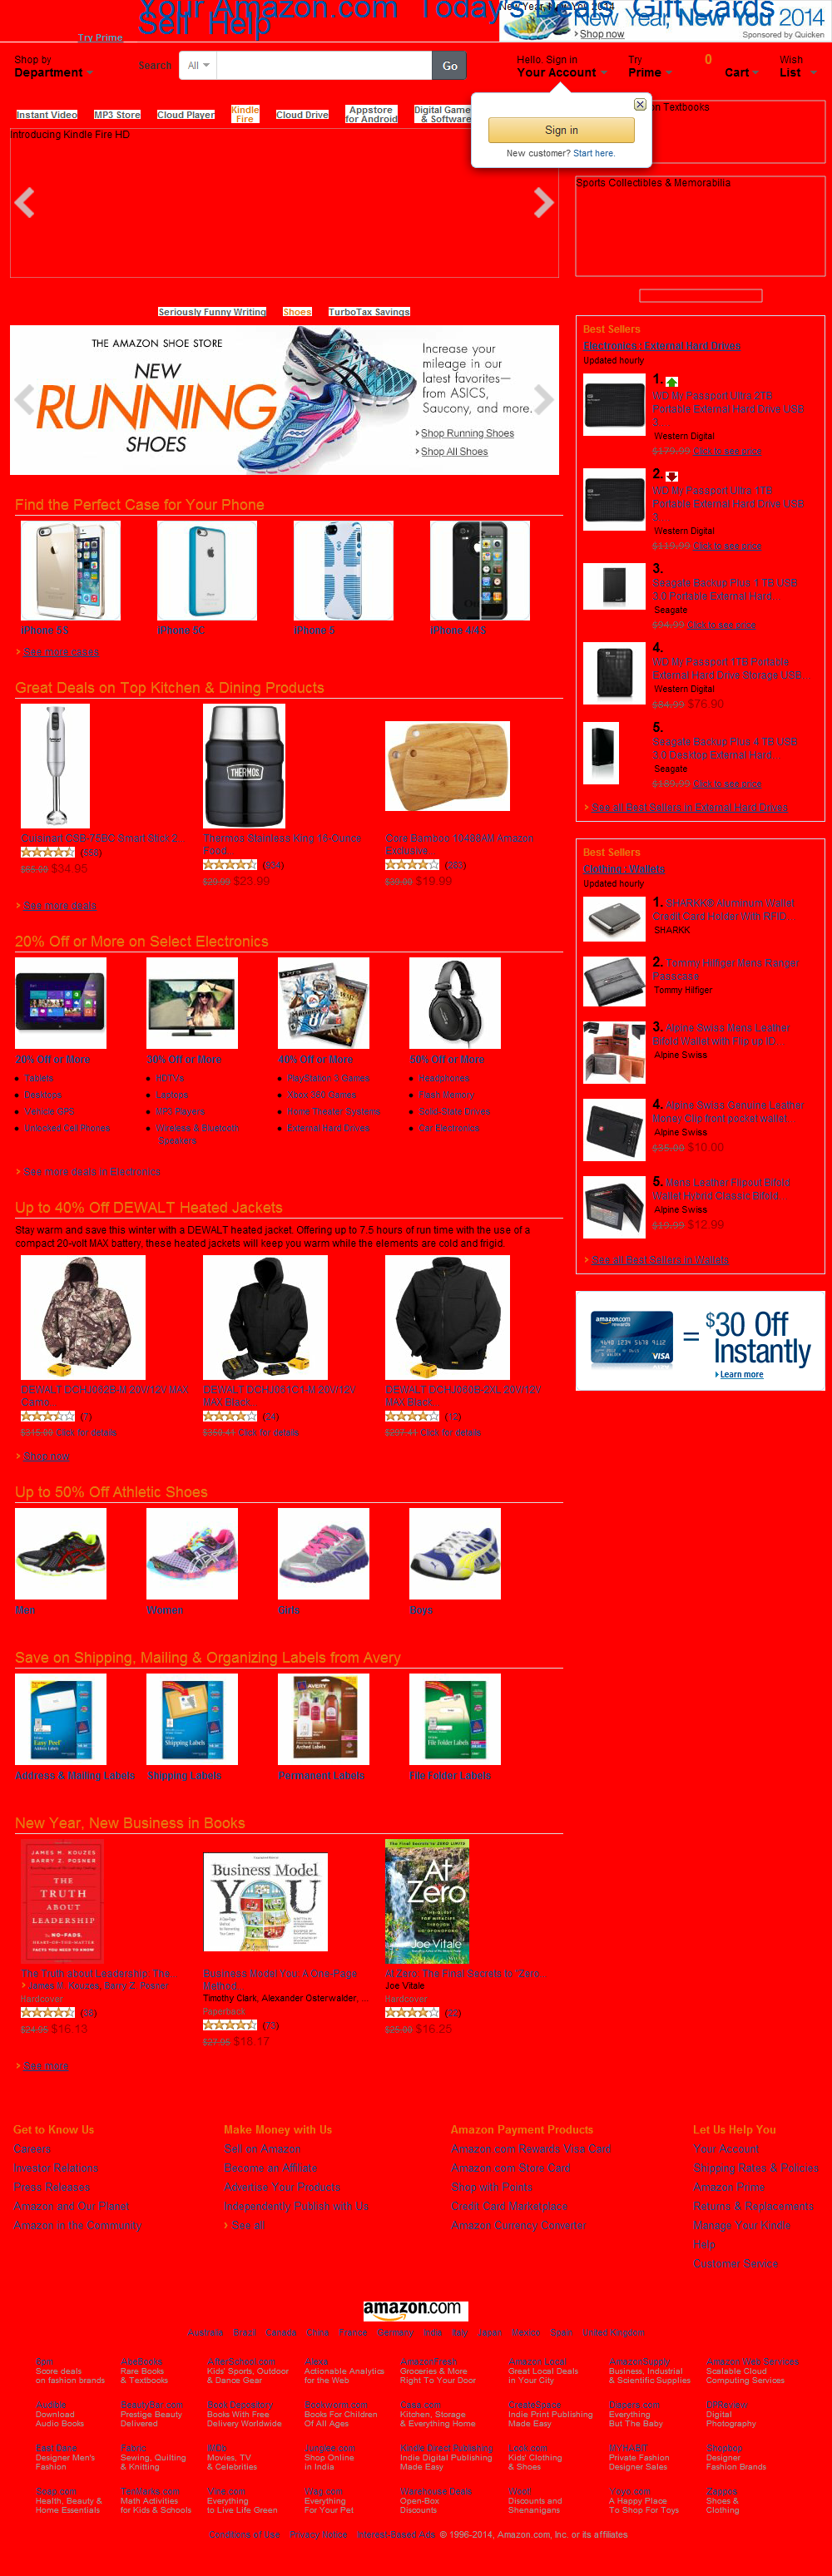 Your Amazon.com Today's Deals Gift Cards
Sell Help
Try Prime
New Year, New You 2014
New Year, New You 2014
Shop now
Sponsored by Quicken
Shop by
Department
Search
All
Go
Hello. Sign in
Your Account
Try
Prime
0
Cart
Wish
List
Sign in
New customer? Start here.
Instant Video
MP3 Store
Cloud Player
Kindle
Fire
Cloud Drive
Appstore
for Android
Digital Game
& Software
n Textbooks
Introducing Kindle Fire HD
Sports Collectibles & Memorabilia
Seriously Funny Writing
Shoes
TurboTax Savings
THE AMAZON SHOE STORE
NEW
RUNNING
SHOES
Increase your
mileage in our
latest favorites—
from ASICS,
Saucony, and more.
Shop Running Shoes
Shop All Shoes
Find the Perfect Case for Your Phone
iPhone 5S
iPhone 5C
iPhone 5
iPhone 4/4S
See more cases
Great Deals on Top Kitchen & Dining Products
THERMOS
Cuisinart CSB-75BC Smart Stick 2
(856)
$34.95
Thermos Stainless King 16-Ounce
Food
(934)
$29.99 $23.99
Core Bamboo 10488AM Amazon
Exclusive
(263)
$39.00 $19.99
See more deals
20% Off or More on Select Electronics
20% Off or More
Tablets
Desktops
Vehicle GPS
Unlocked Cell Phones
30% Off or More
HDTVs
Laptops
MP3 Players
Wireless & Bluetooth
Speakers
40% Off or More
PlayStation 3 Games
Xbox 360 Games
Home Theater Systems
External Hard Drives
50% Off or More
Headphones
Flash Memory
Solid-State Drives
Car Electronics
See more deals in Electronics
Up to 40% Off DEWALT Heated Jackets
Stay warm and save this winter with a DEWALT heated jacket. Offering up to 7.5 hours of run time with the use of a
compact 20-volt MAX battery, these heated jackets will keep you warm while the elements are cold and frigid.
DEWALT DCHJ062B-M 20V/12V MAX
Camo
(7)
$315.00 Click for details
DEWALT DCHJ061C1-M 20V/12V
MAX Black
(24)
$350.41 Click for details
DEWALT DCHJ060B-2XL 20V/12V
MAX Black
(12)
$297.41 Click for details
Shop now
Up to 50% Off Athletic Shoes
Men
Women
Girls
Boys
Save on Shipping, Mailing & Organizing Labels from Avery
Address & Mailing Labels
Shipping Labels
Permanent Labels
File Folder Labels
New Year, New Business in Books
JAMES M. KOUZES
BARRY Z. POSNER
THE
TRUTH
ABOUT
LEADERSHIP
Business Model
YOU
At
Zero
Joe Vitale
The Truth about Leadership: The
James M. Kouzes, Barry Z. Posner
Hardcover
(36)
$24.95 $16.13
Business Model You: A One-Page
Method
Timothy Clark, Alexander Osterwalder, ...
Paperback
(73)
$27.95 $18.17
At Zero: The Final Secrets to "Zero...
Joe Vitale
Hardcover
(22)
$25.00 $16.25
See more
Best Sellers
Electronics : External Hard Drives
Updated hourly
1.
WD My Passport Ultra 2TB
Portable External Hard Drive USB
3
Western Digital
$179.99 Click to see price
2.
WD My Passport Ultra 1TB
Portable External Hard Drive USB
3
Western Digital
$119.99 Click to see price
3.
Seagate Backup Plus 1 TB USB
3.0 Portable External Hard
Seagate
$94.99 Click to see price
4.
WD My Passport 1TB Portable
External Hard Drive Storage USB...
Western Digital
$84.99 $76.90
5.
Seagate Backup Plus 4 TB USB
3.0 Desktop External Hard...
Seagate
$189.99 Click to see price
See all Best Sellers in External Hard Drives
Best Sellers
Clothing : Wallets
Updated hourly
1. SHARKK® Aluminum Wallet
Credit Card Holder With RFID
SHARKK
2. Tommy Hilfiger Mens Ranger
Passcase
Tommy Hilfiger
3. Alpine Swiss Mens Leather
Bifold Wallet with Flip up ID...
Alpine Swiss
4. Alpine Swiss Genuine Leather
Money Clip front pocket wallet
Alpine Swiss
$35.00 $10.00
5. Mens Leather Flipout Bifold
Wallet Hybrid Classic Bifold
Alpine Swiss
$19.99 $12.99
See all Best Sellers in Wallets
amazon.com
rewards
VISA
= $30 Off
Instantly
Learn more
Get to Know Us
Careers
Investor Relations
Press Releases
Amazon and Our Planet
Amazon in the Community
Make Money with Us
Sell on Amazon
Become an Affiliate
Advertise Your Products
Independently Publish with Us
See all
Amazon Payment Products
Amazon.com Rewards Visa Card
Amazon.com Store Card
Shop with Points
Credit Card Marketplace
Amazon Currency Converter
Let Us Help You
Your Account
Shipping Rates & Policies
Amazon Prime
Returns & Replacements
Manage Your Kindle
Help
Customer Service
amazon.com
Australia Brazil Canada China France Germany India Italy Japan Mexico Spain United Kingdom
6pm
Score deals
on fashion brands
AbeBooks
Rare Books
& Textbooks
AfterSchool.com
Kids' Sports, Outdoor
& Dance Gear
Alexa
Actionable Analytics
for the Web
AmazonFresh
Groceries & More
Right To Your Door
Amazon Local
Great Local Deals
in Your City
AmazonSupply
Business, Industrial
& Scientific Supplies
Amazon Web Services
Scalable Cloud
Computing Services
Audible
Download
Audio Books
BeautyBar.com
Prestige Beauty
Delivered
Book Depository
Books With Free
Delivery Worldwide
Bookworm.com
Books For Children
Of All Ages
Casa.com
Kitchen, Storage
& Everything Home
CreateSpace
Indie Print Publishing
Made Easy
Diapers.com
Everything
But The Baby
DPReview
Digital
Photography
East Dane
Designer Men's
Fashion
Fabric
Sewing, Quilting
& Knitting
IMDb
Movies, TV
& Celebrities
Junglee.com
Shop Online
in India
Kindle Direct Publishing
Indie Digital Publishing
Made Easy
Look.com
Kids' Clothing
& Shoes
MYHABIT
Private Fashion
Designer Sales
Shopbop
Designer
Fashion Brands
Soap.com
Health, Beauty &
Home Essentials
TenMarks.com
Math Activities
for Kids & Schools
Vine.com
Everything
to Live Life Green
Wag.com
Everything
For Your Pet
Warehouse Deals
Open-Box
Discounts
Woot!
Discounts and
Shenanigans
Yoyo.com
A Happy Place
To Shop For Toys
Zappos
Shoes &
Clothing
Conditions of Use Privacy Notice Interest-Based Ads © 1996-2014, Amazon.com, Inc. or its affiliates